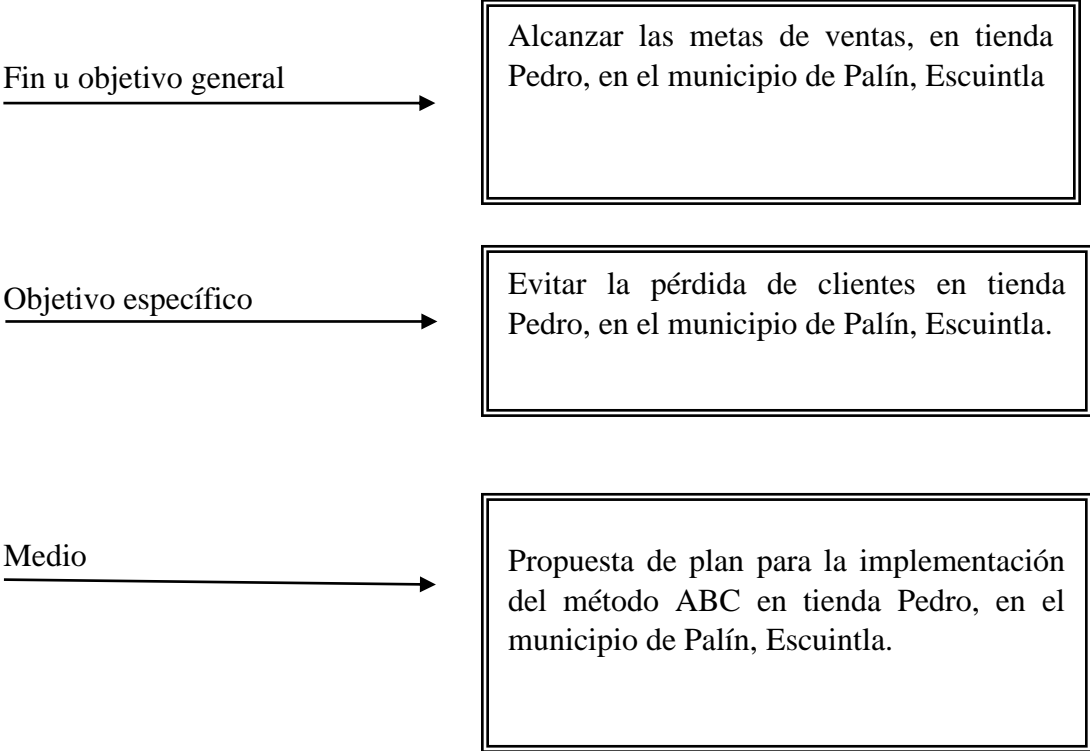 Fin u objetivo general
Alcanzar las metas de ventas, en tienda
Pedro, en el municipio de Palín, Escuintla
Objetivo específico
Evitar la pérdida de clientes en tienda
Pedro, en el municipio de Palín, Escuintla.
Medio
Propuesta de plan para la implementación
del método ABC en tienda Pedro, en el
municipio de Palín, Escuintla.